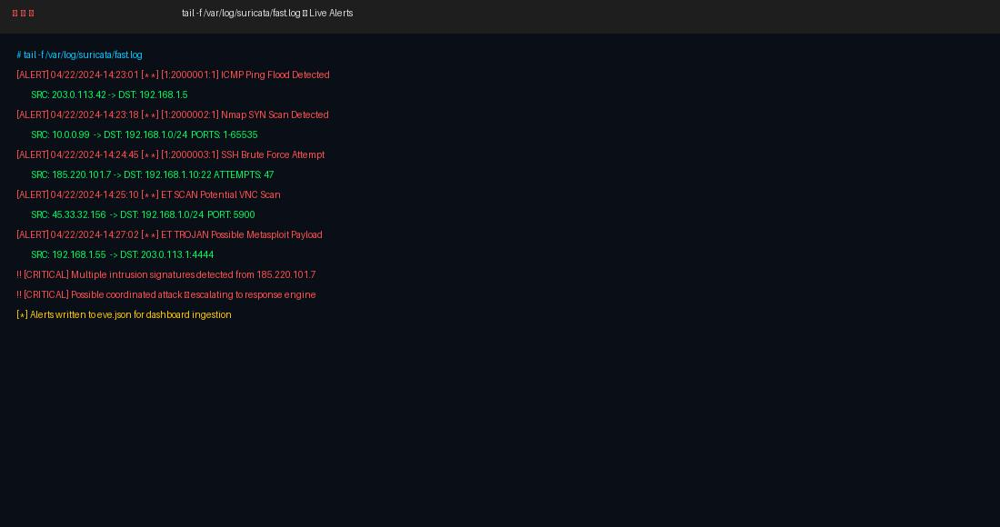 tail -f /var/log/suricata/fast.log Live Alerts
# tail -f /var/log/suricata/fast.log
[ALERT] 04/22/2024-14:23:01 [**] [1:2000001:1] ICMP Ping Flood Detected
SRC: 203.0.113.42 -> DST: 192.168.1.5
[ALERT] 04/22/2024-14:23:18 [**] [1:2000002:1] Nmap SYN Scan Detected
SRC: 10.0.0.99 -> DST: 192.168.1.0/24 PORTS: 1-65535
[ALERT] 04/22/2024-14:24:45 [**] [1:2000003:1] SSH Brute Force Attempt
SRC: 185.220.101.7 -> DST: 192.168.1.10:22 ATTEMPTS: 47
[ALERT] 04/22/2024-14:25:10 [**] ET SCAN Potential VNC Scan
SRC: 45.33.32.156 -> DST: 192.168.1.0/24 PORT: 5900
[ALERT] 04/22/2024-14:27:02 [**] ET TROJAN Possible Metasploit Payload
SRC: 192.168.1.55 -> DST: 203.0.113.1:4444
!! [CRITICAL] Multiple intrusion signatures detected from 185.220.101.7
!! [CRITICAL] Possible coordinated attack escalating to response engine
[*] Alerts written to eve.json for dashboard ingestion